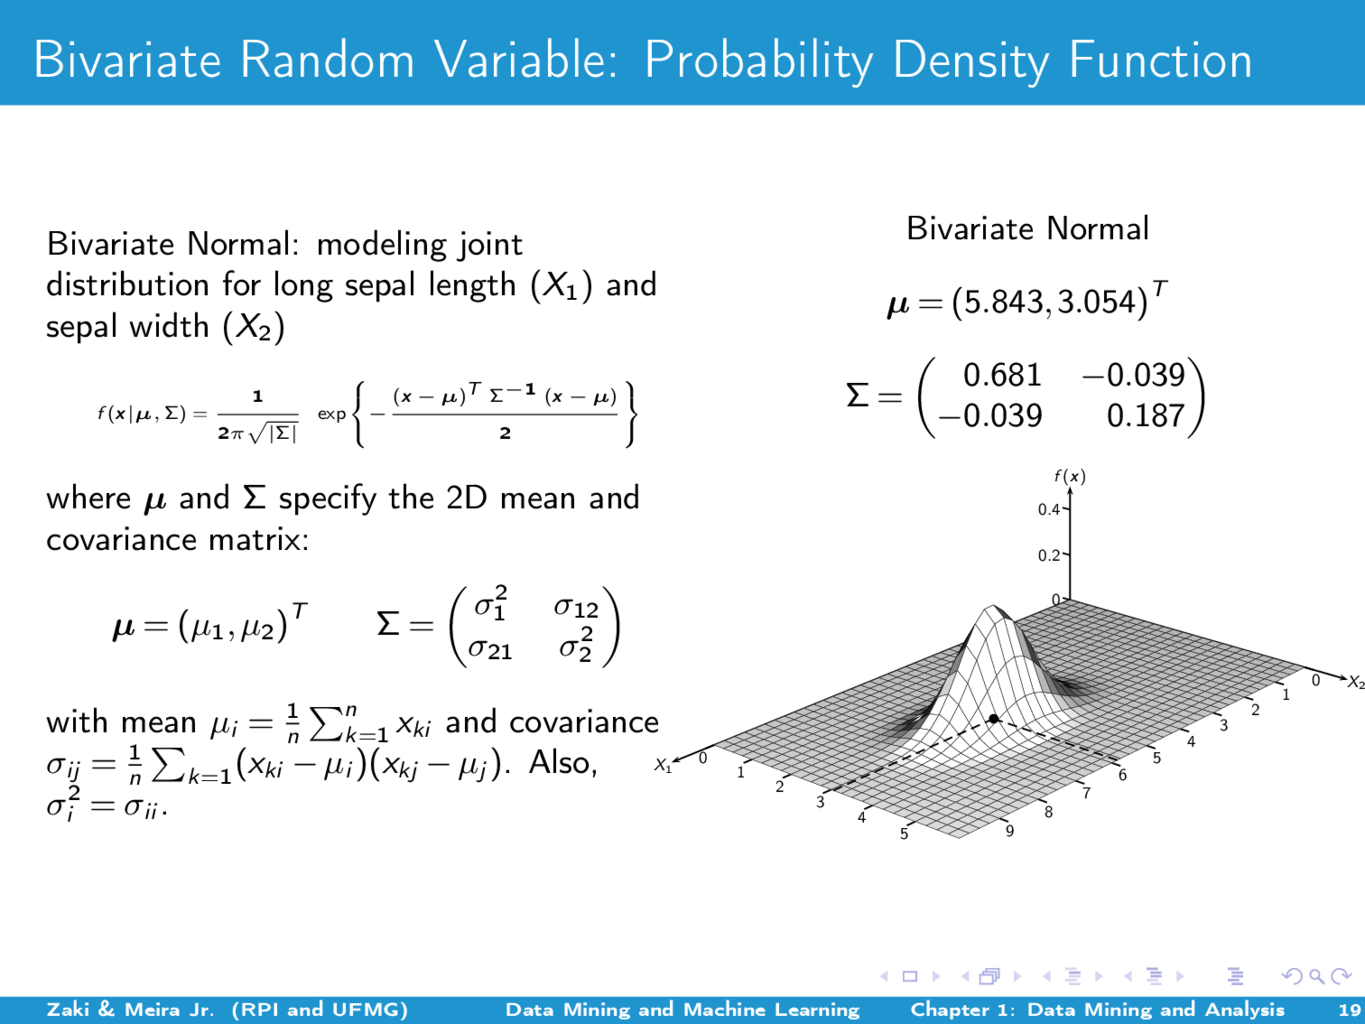 Bivariate Random Variable: Probability Density Function
Bivariate Normal: modeling joint
distribution for long sepal length (X₁) and
sepal width (X₂)
f(x|μ, Σ) = 1 / (2π√|Σ|) exp{ − (x − μ)ᵀ Σ⁻¹ (x − μ) / 2 }
where μ and Σ specify the 2D mean and
covariance matrix:
μ = (μ₁, μ₂)ᵀ Σ = ( σ₁² σ₁₂
σ₂₁ σ₂² )
with mean μᵢ = 1/n ∑ⁿₖ₌₁ xₖᵢ and covariance
σᵢⱼ = 1/n ∑ₖ₌₁(xₖᵢ − μᵢ)(xₖⱼ − μⱼ). Also,
σᵢ² = σᵢᵢ.
Bivariate Normal
μ = (5.843, 3.054)ᵀ
Σ = ( 0.681 −0.039
−0.039 0.187 )
f(x)
0.4
0.2
0
X₁
0
1
2
3
4
5
X₂
0
1
2
3
4
5
6
7
8
9
Zaki & Meira Jr. (RPI and UFMG) Data Mining and Machine Learning Chapter 1: Data Mining and Analysis 19